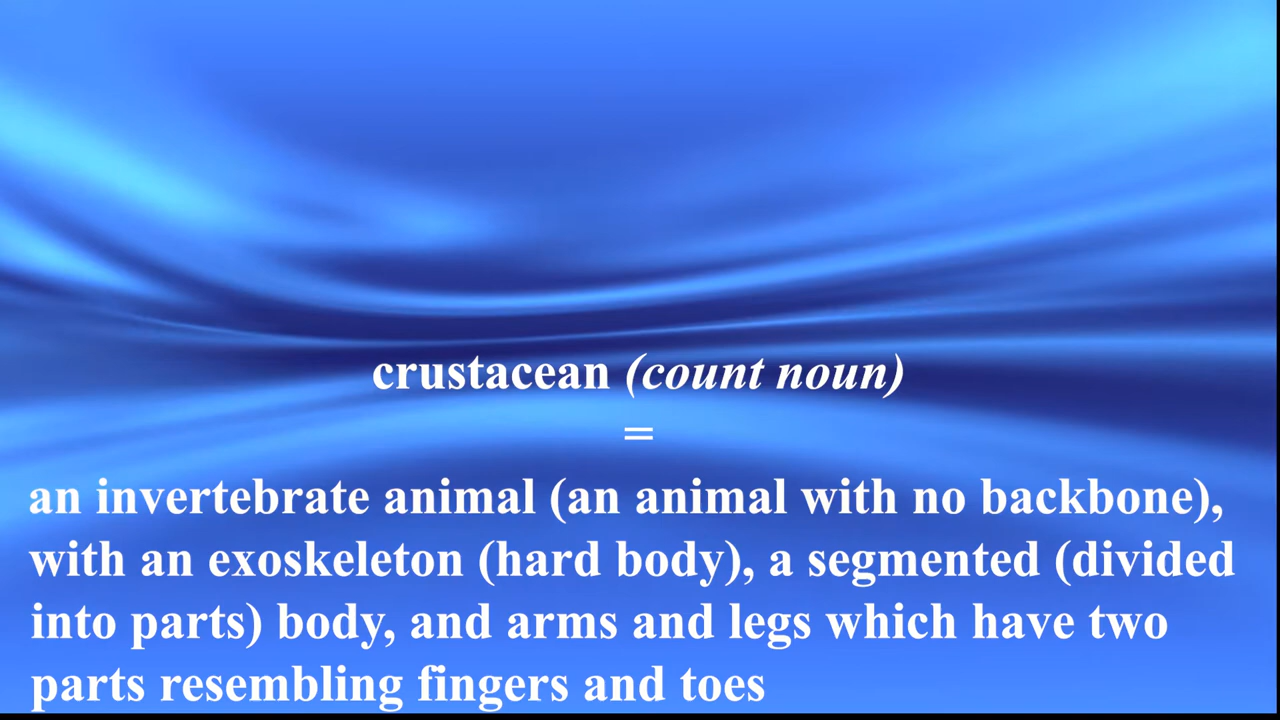 crustacean (count noun)
=
an invertebrate animal (an animal with no backbone),
with an exoskeleton (hard body), a segmented (divided
into parts) body, and arms and legs which have two
parts resembling fingers and toes